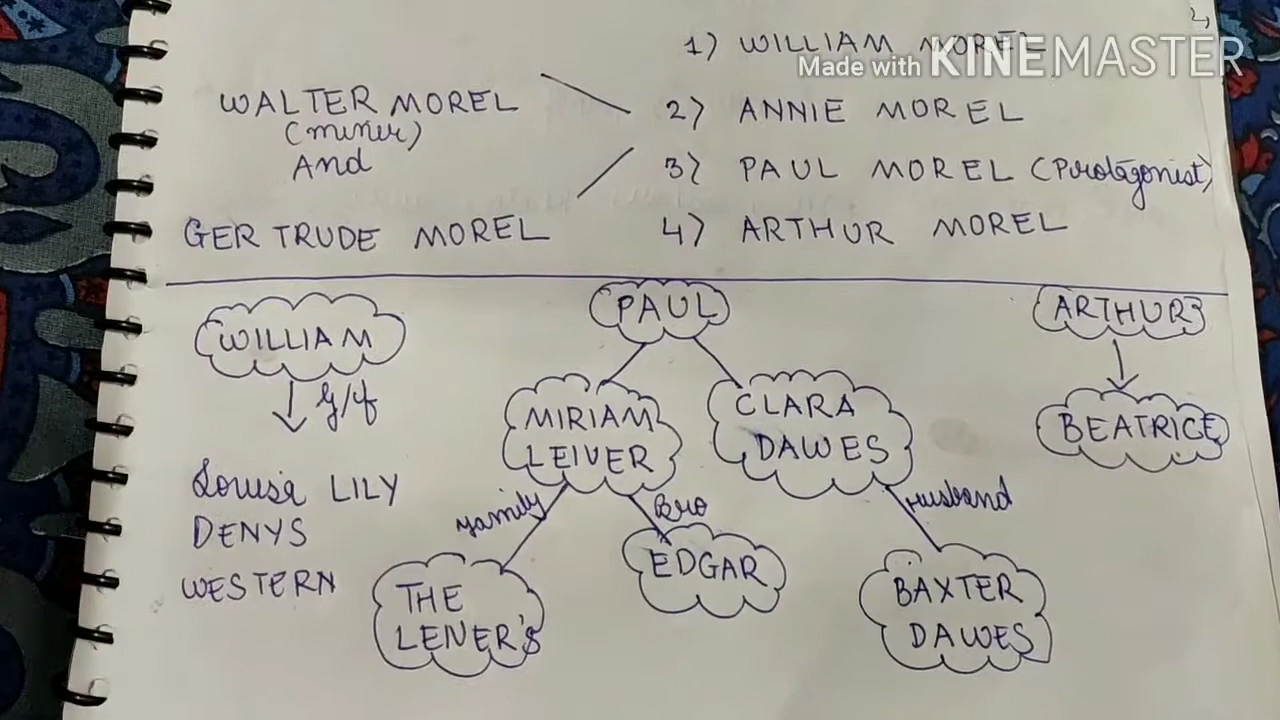 1) WILLIAM MOREL
Made with KINEMASTER
WALTER MOREL
(miner)
And
GERTRUDE MOREL
2) ANNIE MOREL
3) PAUL MOREL (Protagonist)
4) ARTHUR MOREL
WILLIAM
G/f
Louisa LILY
DENYS
WESTERN
PAUL
MIRIAM
LEIVER
family
THE
LEIVER'S
Bro
EDGAR
CLARA
DAWES
Husband
BAXTER
DAWES
ARTHUR
BEATRICE